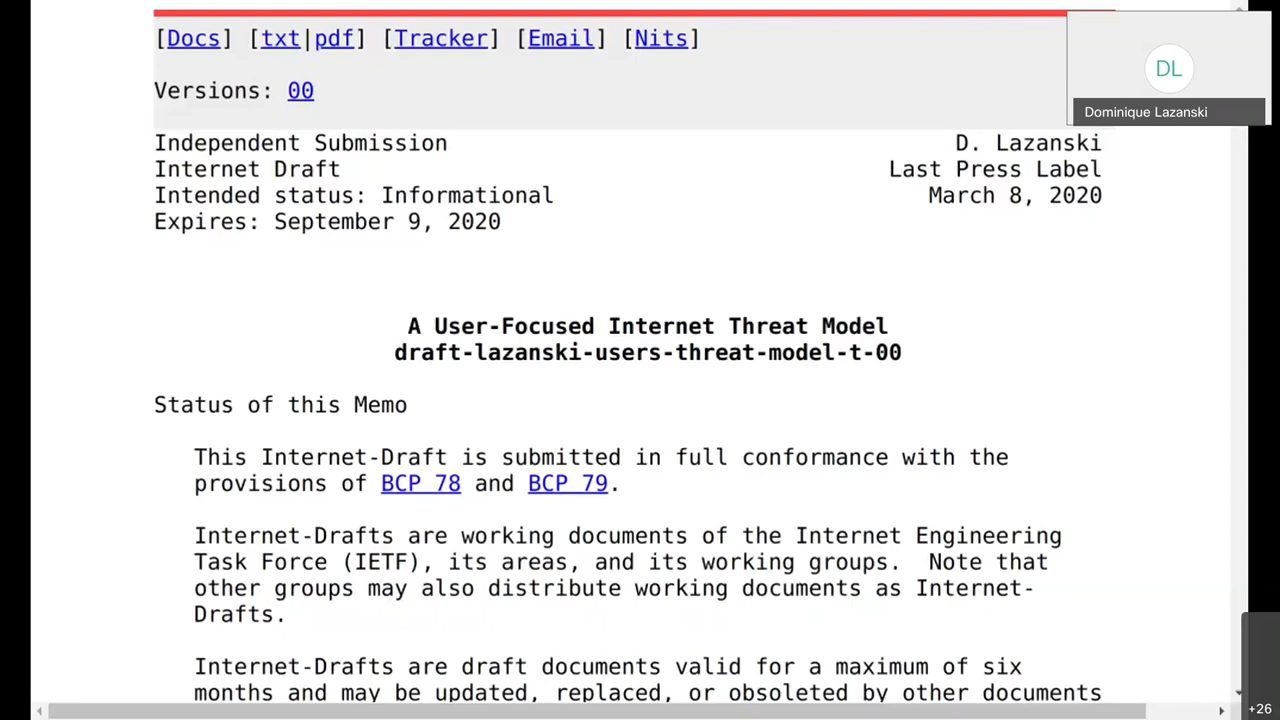 [Docs] [txt|pdf] [Tracker] [Email] [Nits]
DL
Dominique Lazanski
Versions: 00
Independent Submission D. Lazanski
Internet Draft Last Press Label
Intended status: Informational March 8, 2020
Expires: September 9, 2020
A User-Focused Internet Threat Model
draft-lazanski-users-threat-model-t-00
Status of this Memo
This Internet-Draft is submitted in full conformance with the
provisions of BCP 78 and BCP 79.
Internet-Drafts are working documents of the Internet Engineering
Task Force (IETF), its areas, and its working groups. Note that
other groups may also distribute working documents as Internet-
Drafts.
Internet-Drafts are draft documents valid for a maximum of six
months and may be updated, replaced, or obsoleted by other documents
+26